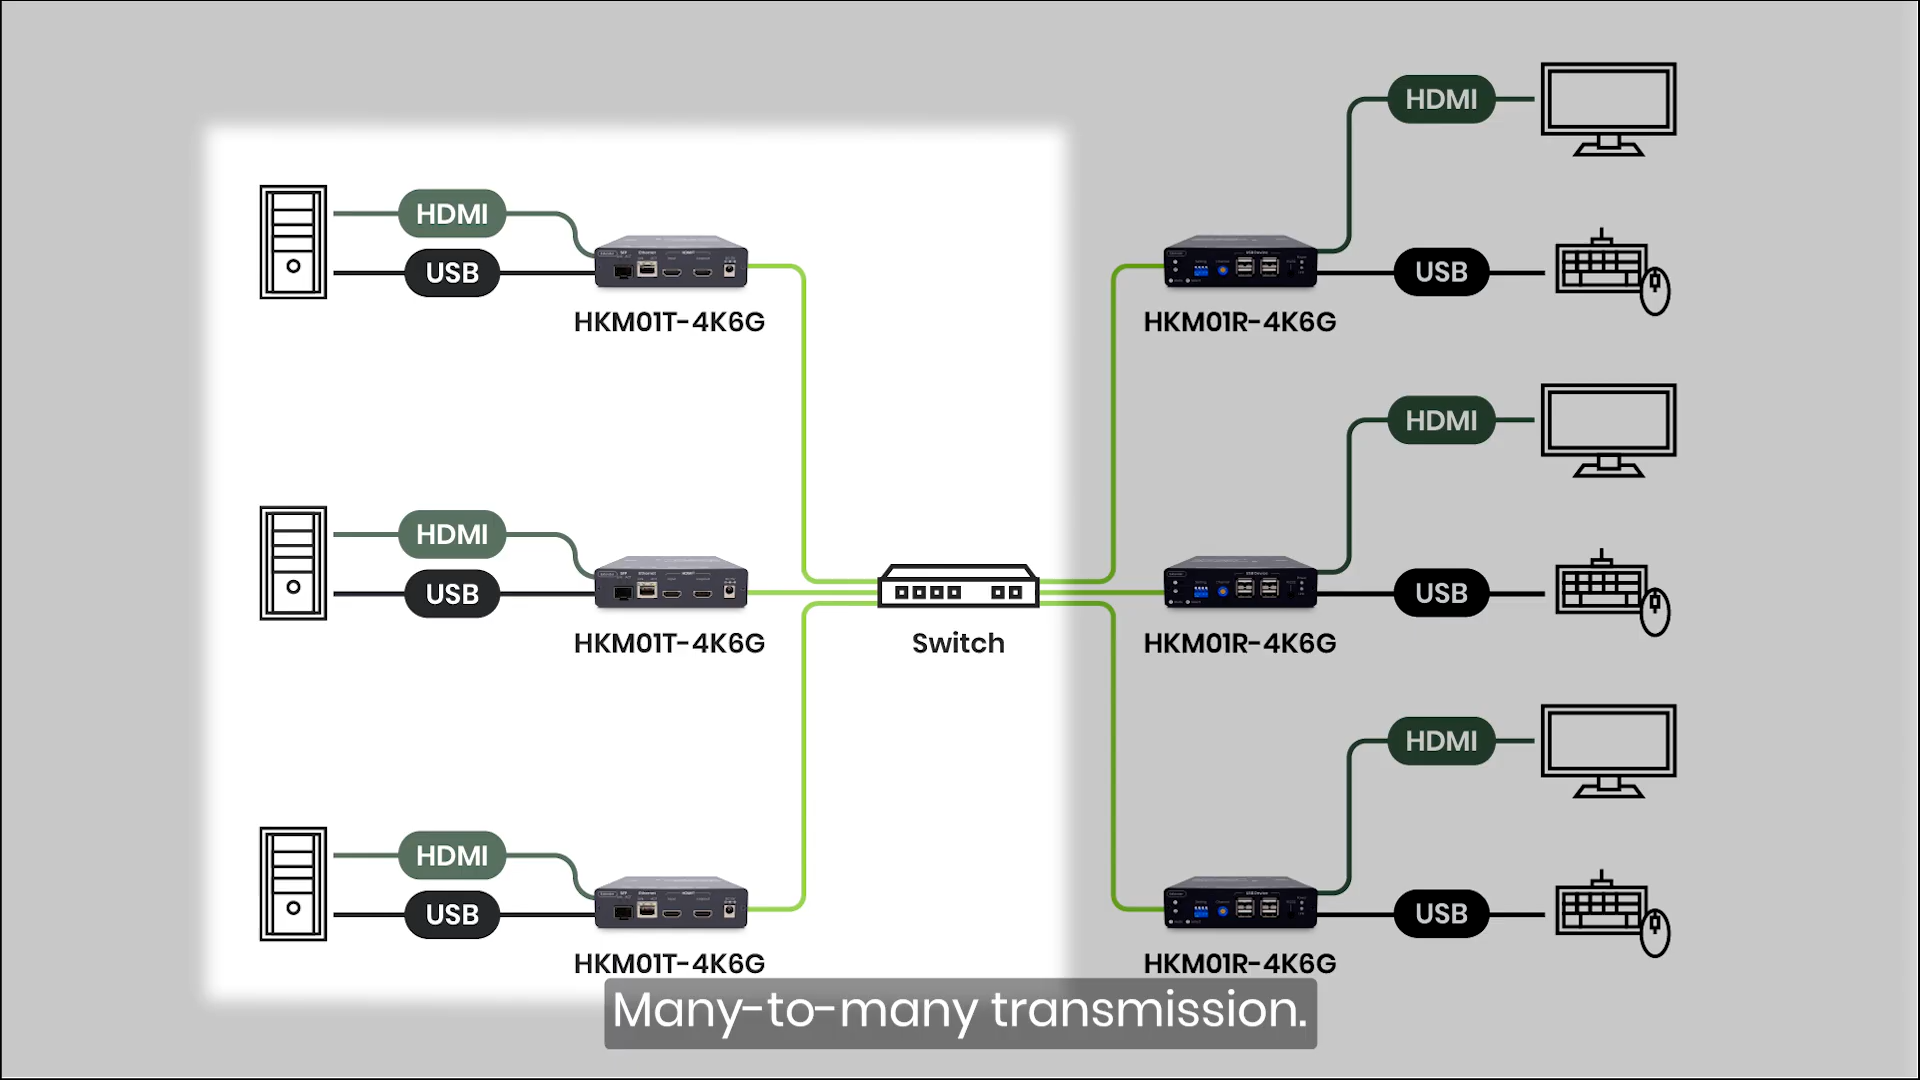 HDMI
HDMI
USB
USB
HKM01T-4K6G
HKM01R-4K6G
HDMI
HDMI
USB
USB
HKM01T-4K6G
Switch
HKM01R-4K6G
HDMI
HDMI
USB
USB
HKM01T-4K6G
HKM01R-4K6G
Many-to-many transmission.